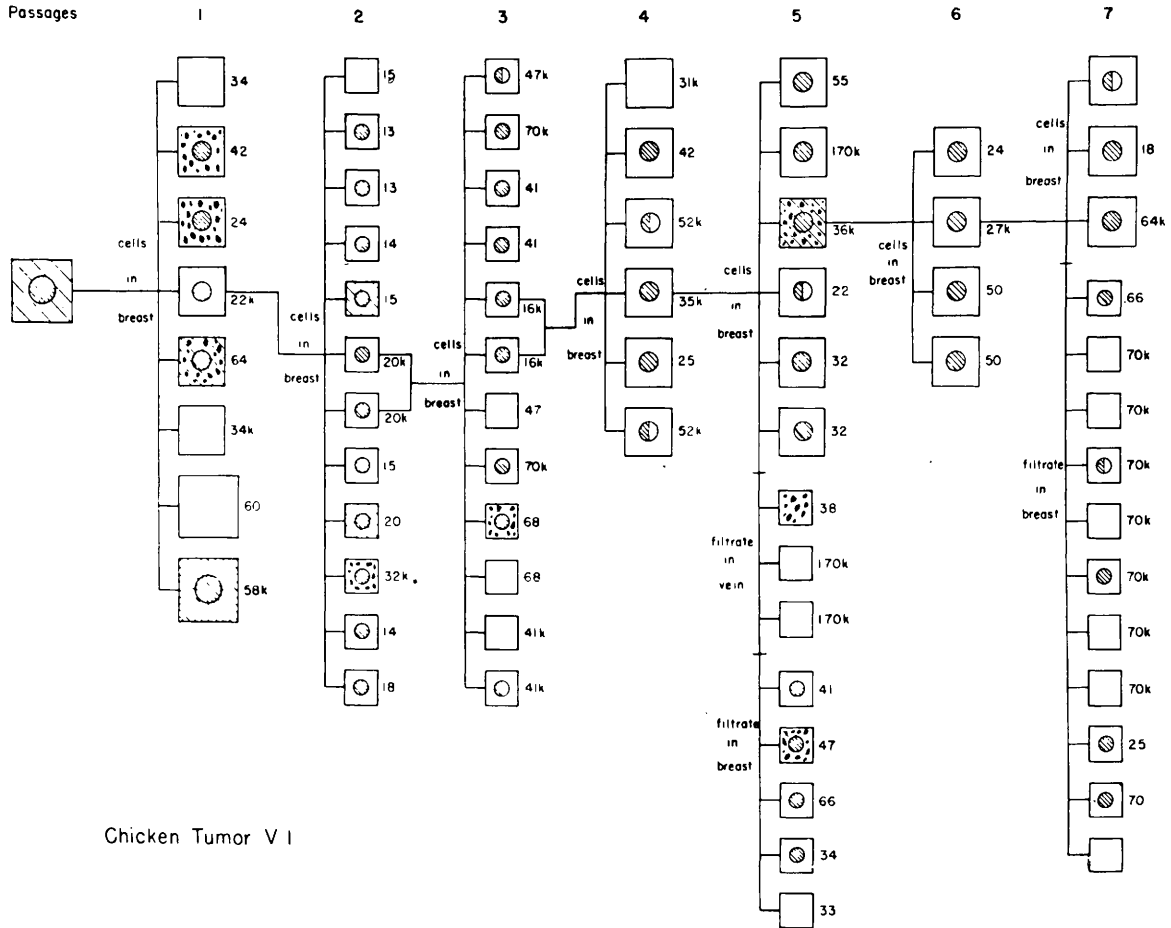 Passages 1 2 3 4 5 6 7
34
42
24
22k
64
34k
60
58k
cells
in
breast
15
13
13
14
15
20k
20k
15
20
32k
14
18
cells
in
breast
47k
70k
41
41
16k
16k
47
70k
68
68
41k
41k
cells
in
breast
31k
42
52k
35k
25
52k
cells
in
breast
55
170k
36k
22
32
32
cells
in
breast
38
170k
170k
filtrate
in
vein
41
47
66
34
33
filtrate
in
breast
24
27k
50
50
cells
in
breast
18
64k
cells
in
breast
66
70k
70k
70k
70k
70k
70k
70k
25
70
filtrate
in
breast
Chicken Tumor V I